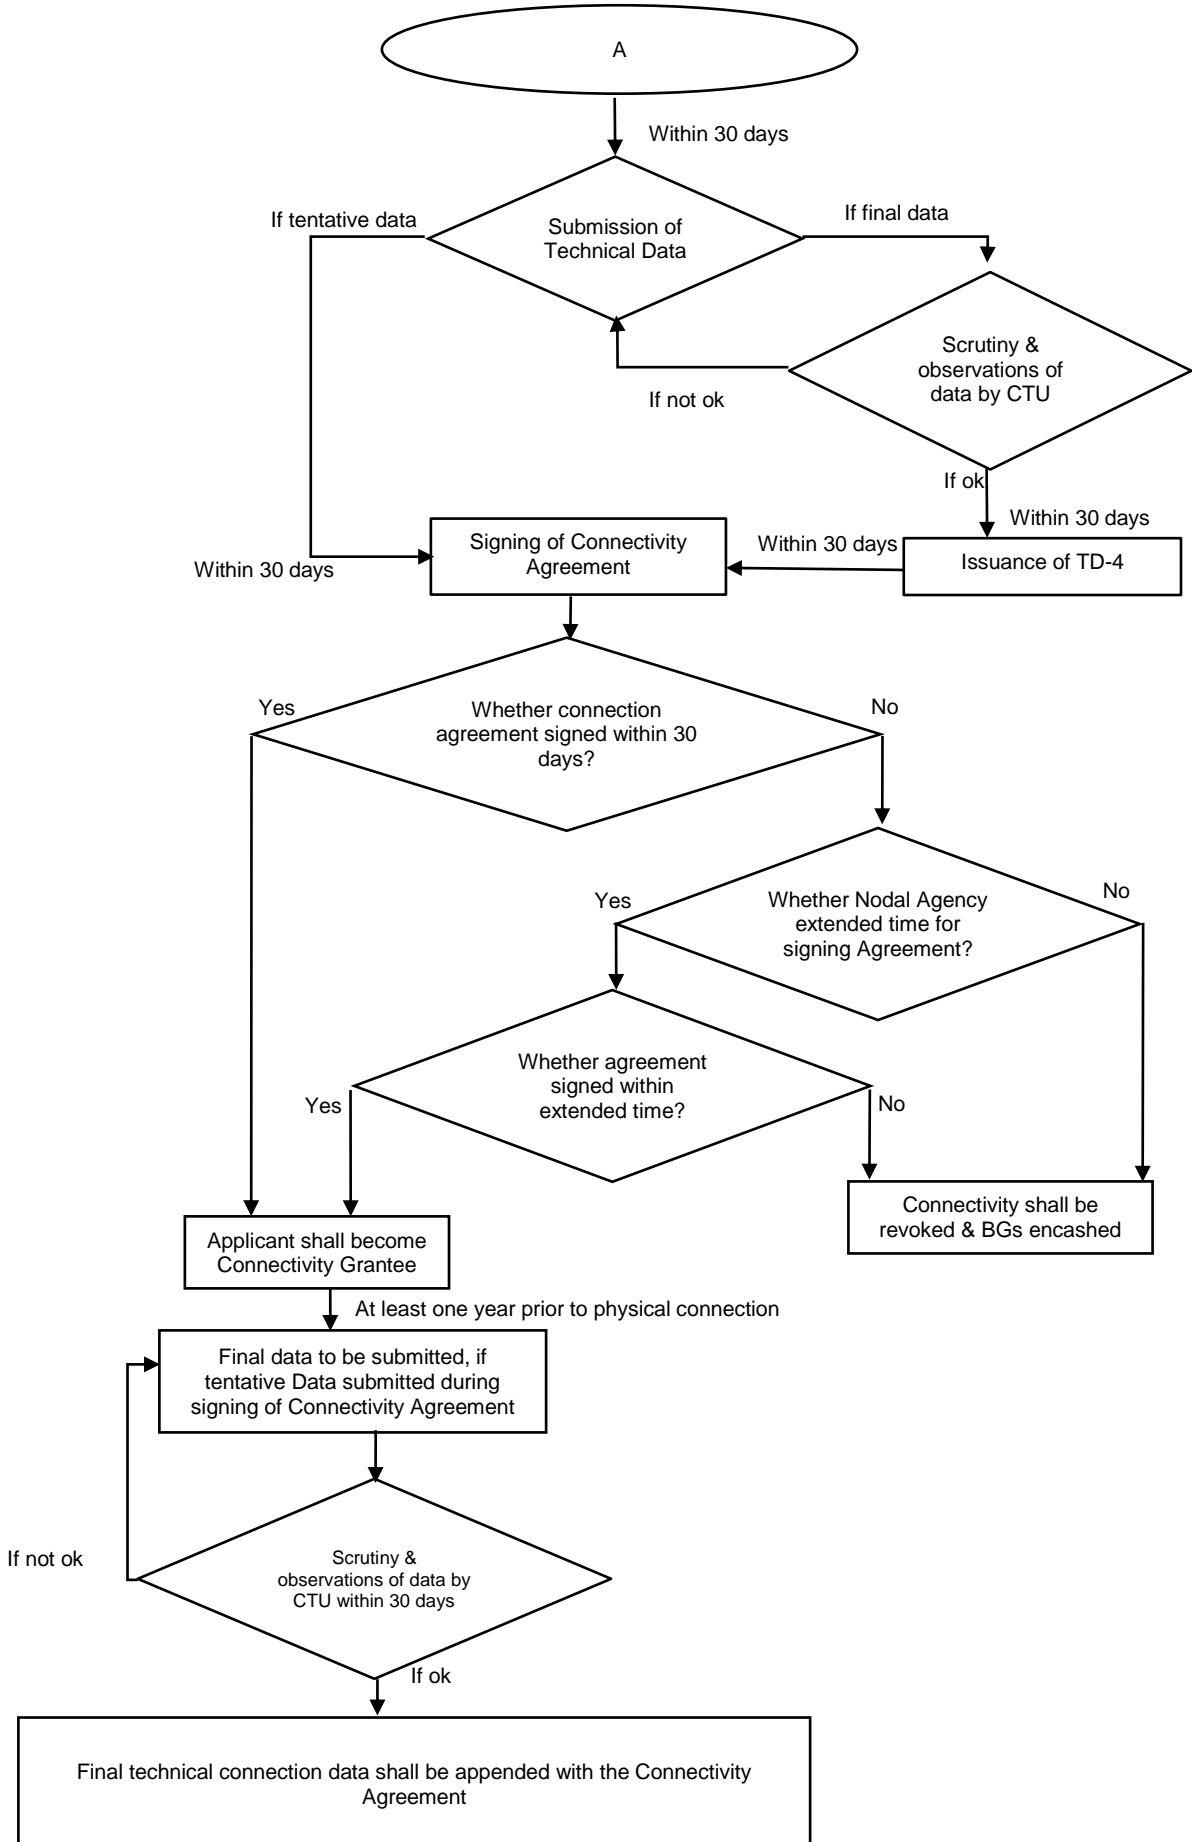 A
Within 30 days
If tentative data
Submission of
Technical Data
If final data
Scrutiny &
observations of
data by CTU
If not ok
If ok
Within 30 days
Signing of Connectivity
Agreement
Within 30 days
Issuance of TD-4
Within 30 days
Yes
Whether connection
agreement signed within 30
days?
No
Whether Nodal Agency
extended time for
signing Agreement?
Yes
No
Whether agreement
signed within
extended time?
Yes
No
Connectivity shall be
revoked & BGs encashed
Applicant shall become
Connectivity Grantee
At least one year prior to physical connection
Final data to be submitted, if
tentative Data submitted during
signing of Connectivity Agreement
If not ok
Scrutiny &
observations of data by
CTU within 30 days
If ok
Final technical connection data shall be appended with the Connectivity
Agreement